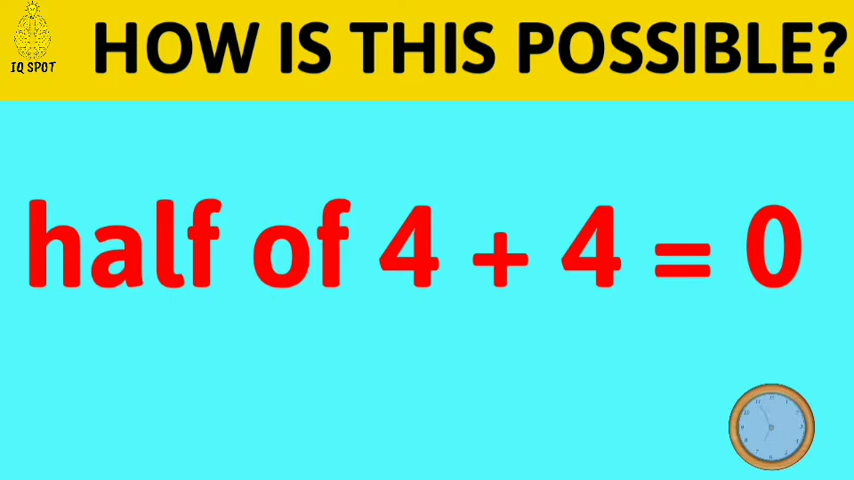 HOW IS THIS POSSIBLE?
IQ SPOT
half of 4 + 4 = 0